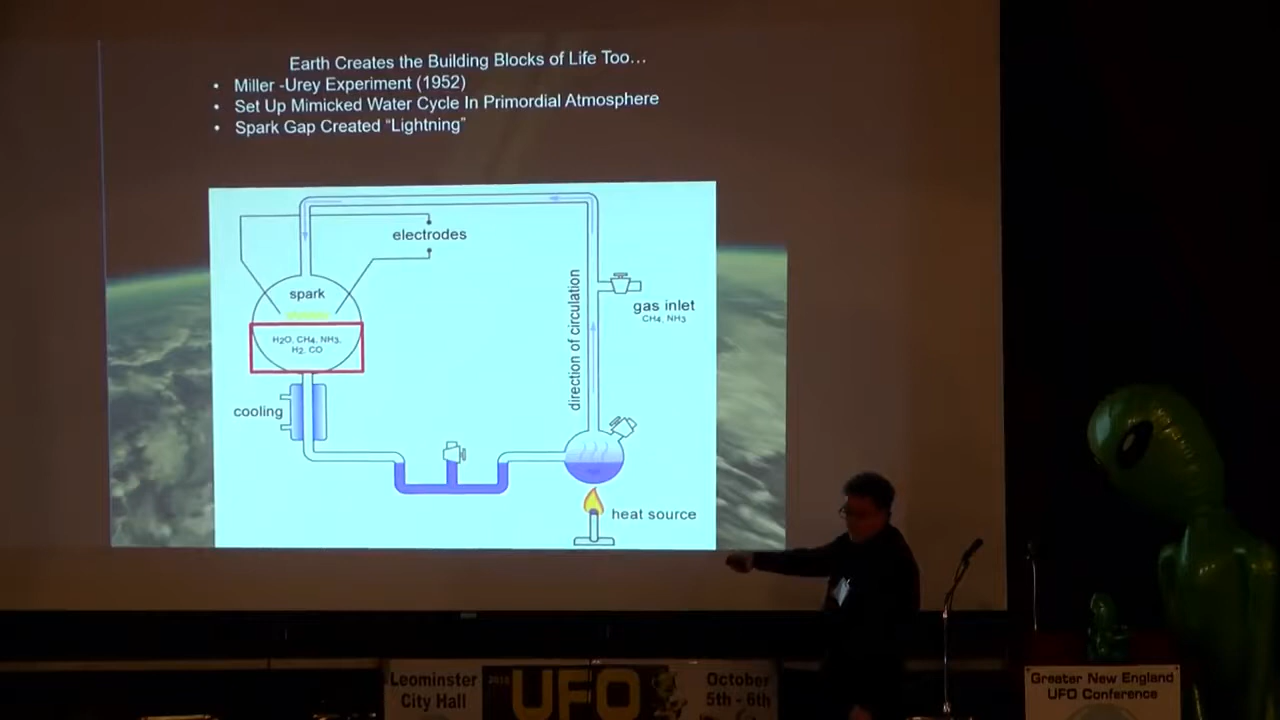 Earth Creates the Building Blocks of Life Too...
• Miller -Urey Experiment (1952)
• Set Up Mimicked Water Cycle In Primordial Atmosphere
• Spark Gap Created “Lightning”
electrodes
spark
H2O, CH4, NH3,
H2, CO
cooling
direction of circulation
gas inlet
CH4, NH3
heat source
Leominster
City Hall
UFO
October
5th - 6th
Greater New England
UFO Conference